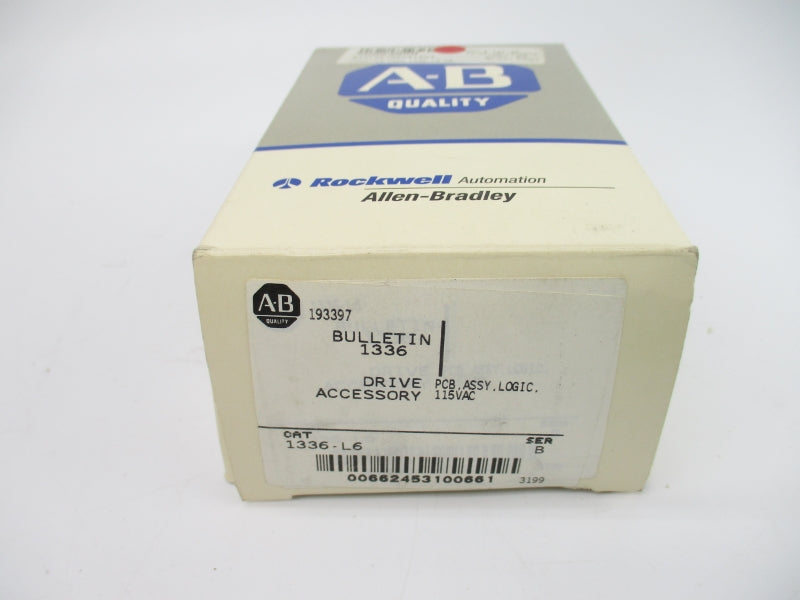 A-B
QUALITY
Rockwell Automation
Allen-Bradley
A-B
QUALITY
193397
BULLETIN
1336
DRIVE PCB,ASSY,LOGIC,
ACCESSORY 115VAC
CAT SER
1336-L6 B
00662453100661
3199